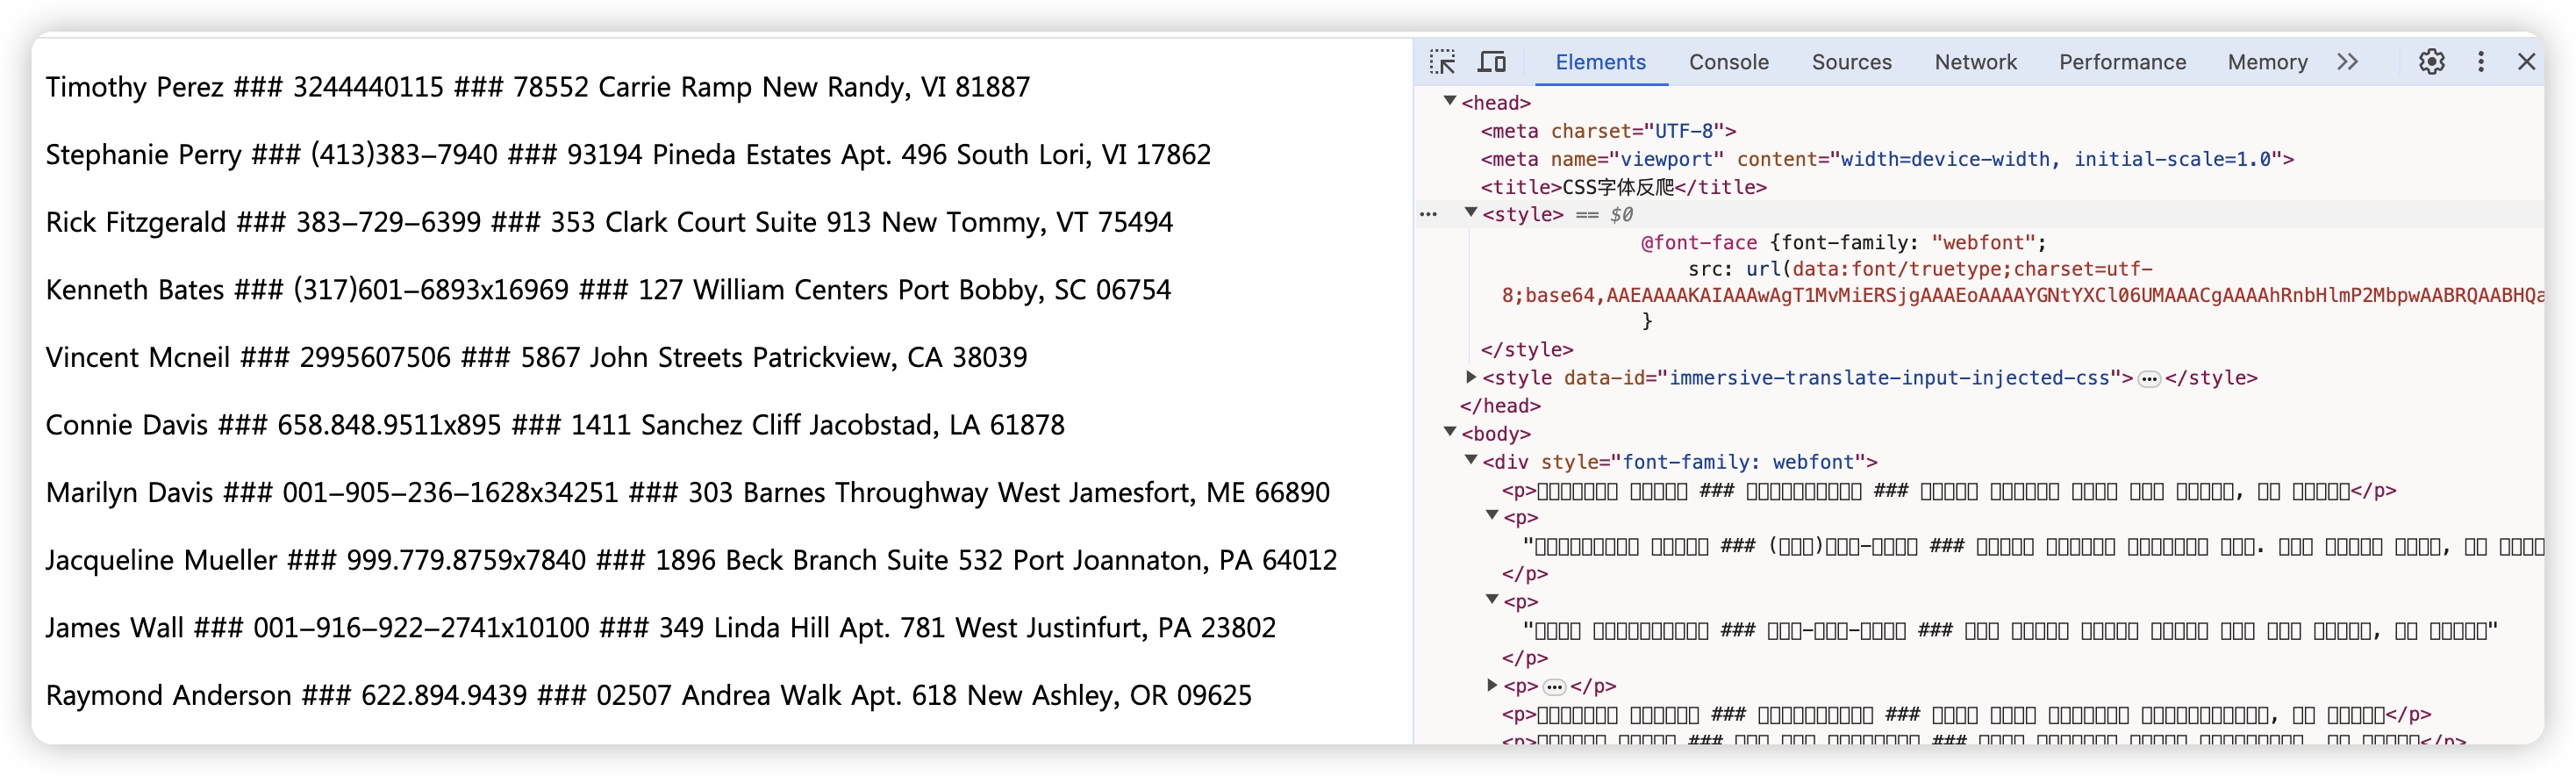 Timothy Perez ### 3244440115 ### 78552 Carrie Ramp New Randy, VI 81887
Stephanie Perry ### (413)383–7940 ### 93194 Pineda Estates Apt. 496 South Lori, VI 17862
Rick Fitzgerald ### 383–729–6399 ### 353 Clark Court Suite 913 New Tommy, VT 75494
Kenneth Bates ### (317)601–6893x16969 ### 127 William Centers Port Bobby, SC 06754
Vincent Mcneil ### 2995607506 ### 5867 John Streets Patrickview, CA 38039
Connie Davis ### 658.848.9511x895 ### 1411 Sanchez Cliff Jacobstad, LA 61878
Marilyn Davis ### 001–905–236–1628x34251 ### 303 Barnes Throughway West Jamesfort, ME 66890
Jacqueline Mueller ### 999.779.8759x7840 ### 1896 Beck Branch Suite 532 Port Joannaton, PA 64012
James Wall ### 001–916–922–2741x10100 ### 349 Linda Hill Apt. 781 West Justinfurt, PA 23802
Raymond Anderson ### 622.894.9439 ### 02507 Andrea Walk Apt. 618 New Ashley, OR 09625
Elements Console Sources Network Performance Memory
<head>
<meta charset="UTF-8">
<meta name="viewport" content="width=device-width, initial-scale=1.0">
<title>CSS字体反爬</title>
<style> == $0
@font-face {font-family: "webfont";
src: url(data:font/truetype;charset=utf-
8;base64,AAEAAAAKAIAAAwAgT1MvMiERSjgAAAEoAAAAYGNtYXCl06UMAAACgAAAAhRnbHlmP2MbpwAABRQAABHQa
}
</style>
<style data-id="immersive-translate-input-injected-css">…</style>
</head>
<body>
<div style="font-family: webfont">
<p>▯▯▯▯▯▯▯ ▯▯▯▯▯ ### ▯▯▯▯▯▯▯▯▯▯ ### ▯▯▯▯▯ ▯▯▯▯▯▯ ▯▯▯▯ ▯▯▯ ▯▯▯▯▯, ▯▯ ▯▯▯▯▯</p>
<p>
"▯▯▯▯▯▯▯▯▯ ▯▯▯▯▯ ### (▯▯▯)▯▯▯-▯▯▯▯ ### ▯▯▯▯▯ ▯▯▯▯▯▯ ▯▯▯▯▯▯▯ ▯▯▯. ▯▯▯ ▯▯▯▯▯ ▯▯▯▯, ▯▯ ▯▯▯▯
</p>
<p>
"▯▯▯▯ ▯▯▯▯▯▯▯▯▯▯ ### ▯▯▯-▯▯▯-▯▯▯▯ ### ▯▯▯ ▯▯▯▯▯ ▯▯▯▯▯ ▯▯▯▯▯ ▯▯▯ ▯▯▯ ▯▯▯▯▯, ▯▯ ▯▯▯▯▯"
</p>
<p>…</p>
<p>▯▯▯▯▯▯▯ ▯▯▯▯▯▯ ### ▯▯▯▯▯▯▯▯▯▯ ### ▯▯▯▯ ▯▯▯▯ ▯▯▯▯▯▯▯ ▯▯▯▯▯▯▯▯▯▯▯, ▯▯ ▯▯▯▯▯</p>